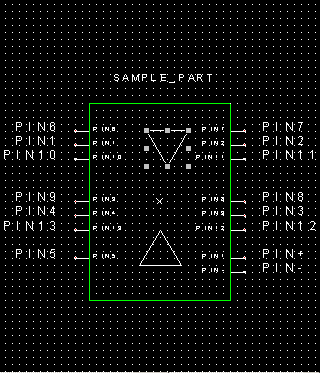 SAMPLE_PART
PIN6 PIN6 PIN7 PIN7
PIN1 PIN1 PIN2 PIN2
PIN10 PIN10 PIN11 PIN11
PIN9 PIN9 PIN8 PIN8
PIN4 PIN4 PIN3 PIN3
PIN13 PIN13 PIN12 PIN12
PIN5 PIN5 PIN+
PIN- PIN-